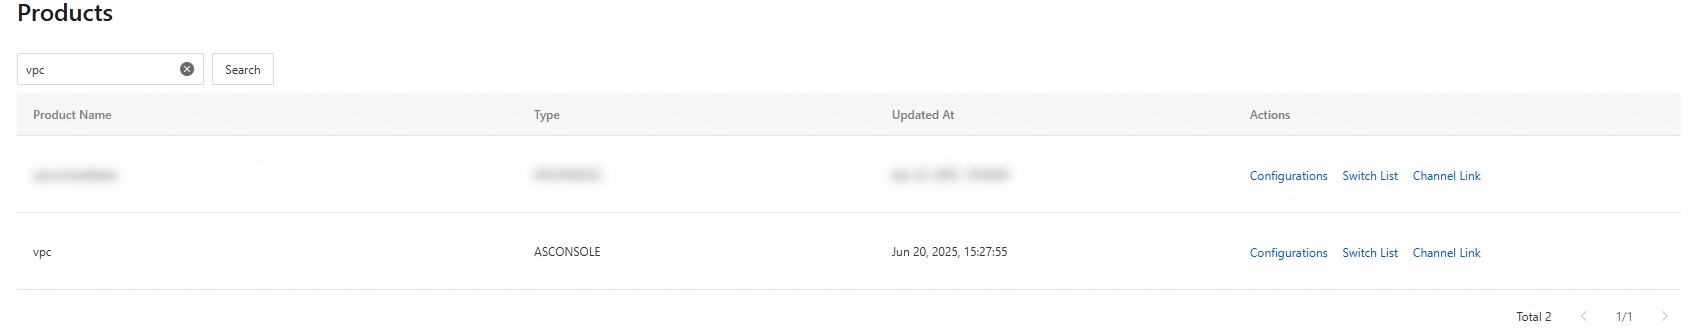 Products
vpc Search
Product Name Type Updated At Actions
Configurations Switch List Channel Link
vpc ASCONSOLE Jun 20, 2025, 15:27:55 Configurations Switch List Channel Link
Total 2 1/1